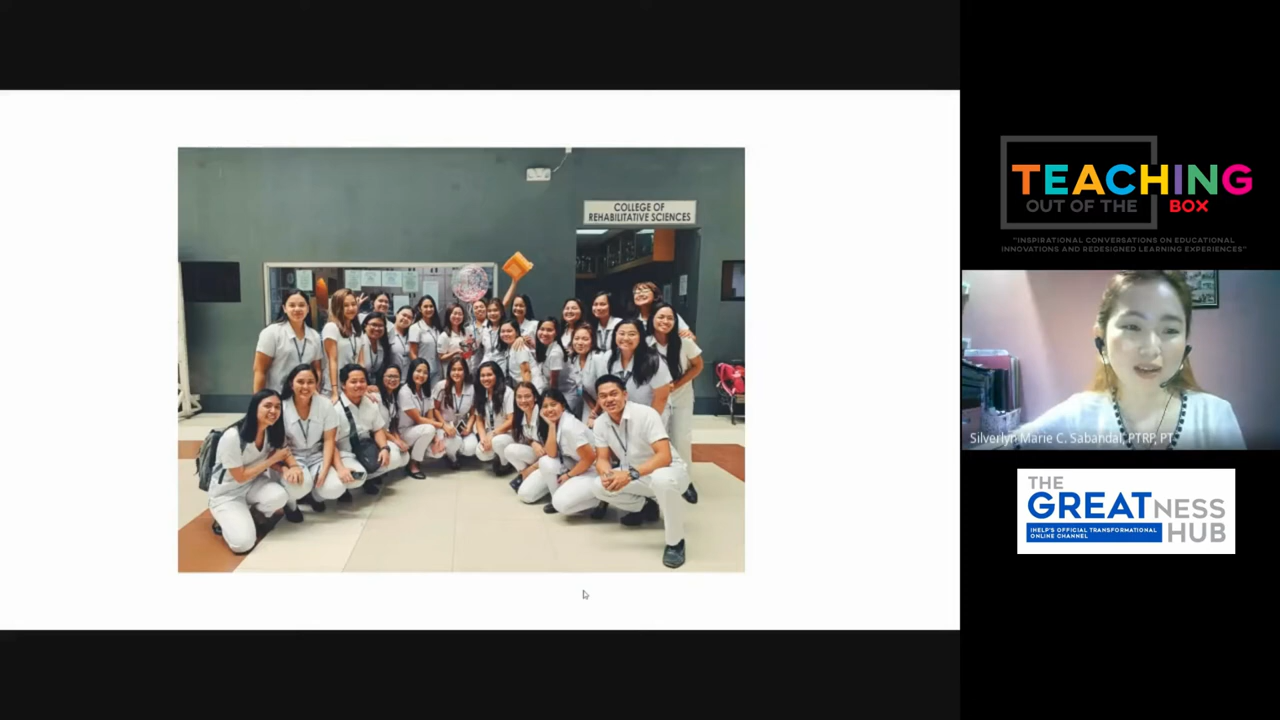 COLLEGE OF
REHABILITATIVE SCIENCES
TEACHING
OUT OF THE BOX
"INSPIRATIONAL CONVERSATIONS ON EDUCATIONAL
INNOVATIONS AND REDESIGNED LEARNING EXPERIENCES"
Silverlyn Marie C. Sabandal, PTRP, PT
THE
GREATNESS
IHELP'S OFFICIAL TRANSFORMATIONAL
ONLINE CHANNEL
HUB